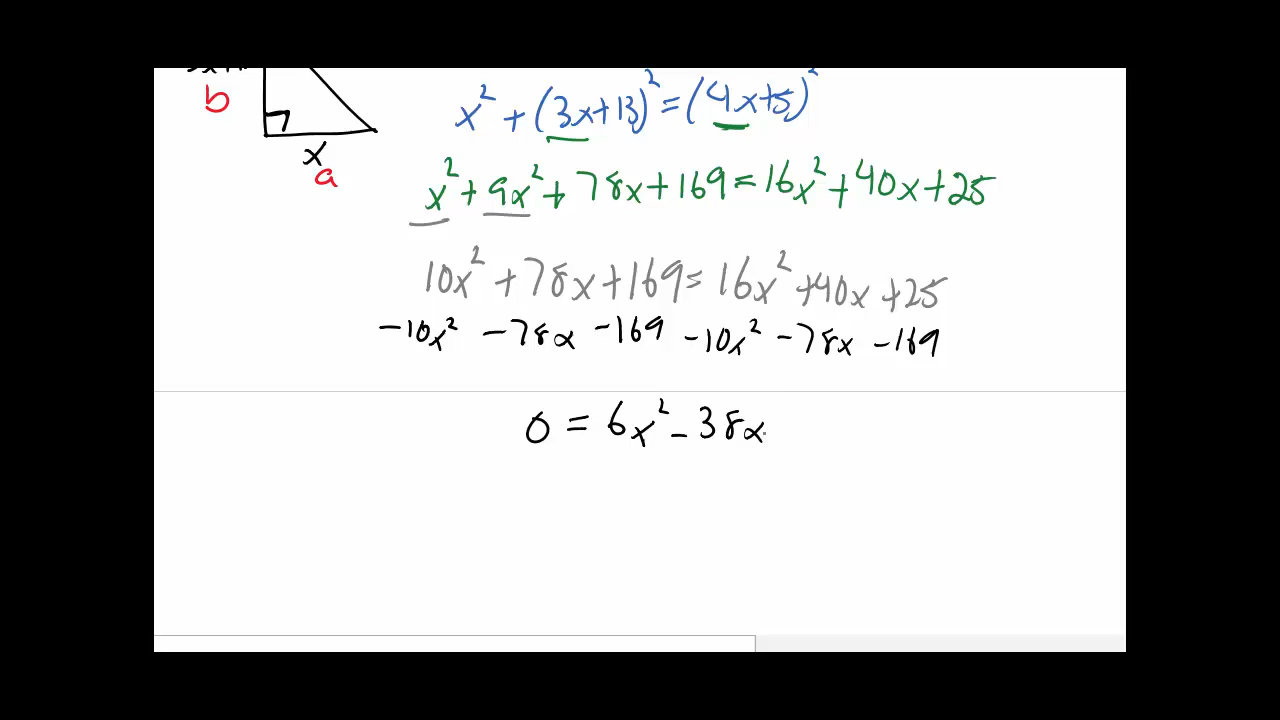 b
x
a
x² + (3x+13)² = (4x+5)²
x² + 9x² + 78x + 169 = 16x² + 40x + 25
10x² + 78x + 169 = 16x² + 40x + 25
-10x² - 78x - 169 - 10x² - 78x - 169
0 = 6x² - 38x